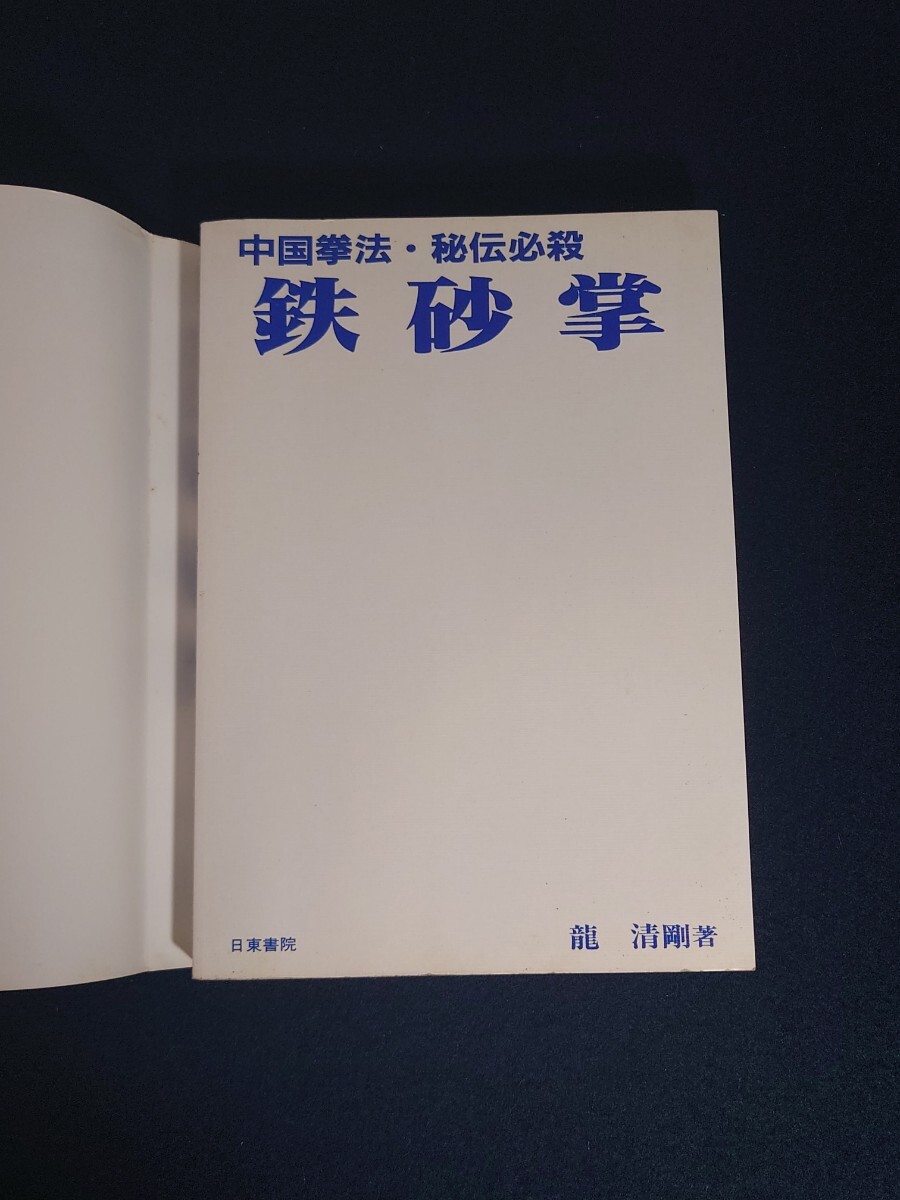 中国拳法・秘伝必殺
鉄砂掌
龍 清剛著
日東書院